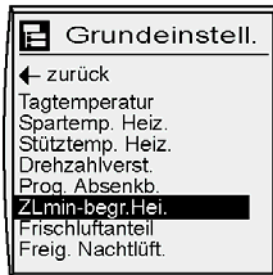 Grundeinstell.
zurück
Tagtemperatur
Spartemp. Heiz.
Stütztemp. Heiz.
Drehzahlverst.
Prog. Absenkb.
ZLmin-begr.Hei.
Frischluftanteil
Freig. Nachtlüft.